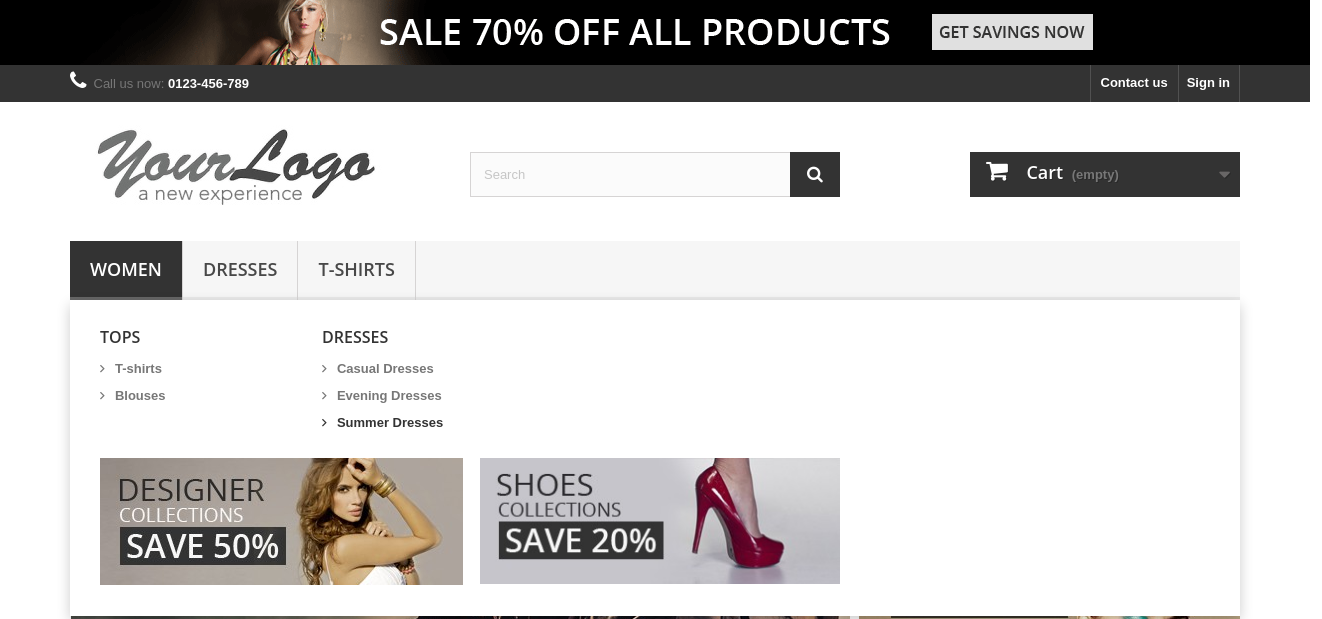 SALE 70% OFF ALL PRODUCTS GET SAVINGS NOW
Call us now: 0123-456-789 Contact us Sign in
YourLogo
a new experience
Search
Cart (empty)
WOMEN DRESSES T-SHIRTS
TOPS
T-shirts
Blouses
DRESSES
Casual Dresses
Evening Dresses
Summer Dresses
DESIGNER
COLLECTIONS
SAVE 50%
SHOES
COLLECTIONS
SAVE 20%